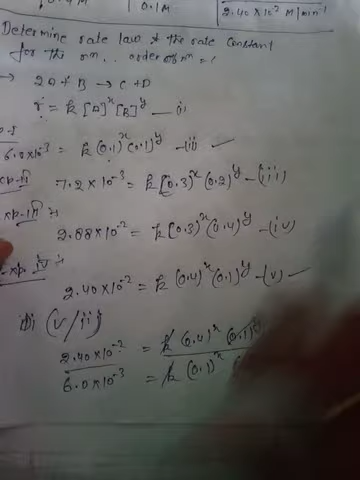 0.1M 2.40 × 10⁻² M/min⁻¹
Determine rate law & the rate constant
for the order of
→ 2A + B → C + D
r = k [A]ˣ [B]ʸ — (i)
6.0×10⁻³ = k (0.1)ˣ (0.1)ʸ — (ii)
7.2 × 10⁻³ = k [0.3)ˣ (0.2)ʸ — (iii)
2.88×10⁻² = k [0.3)ˣ (0.4)ʸ — (iv)
2.40 × 10⁻² = k (0.4)ˣ (0.1)ʸ — (v)
(v/ii)
2.40 × 10⁻² = k (0.4)ˣ (0.1)ʸ
6.0 × 10⁻³ = k (0.1)ˣ